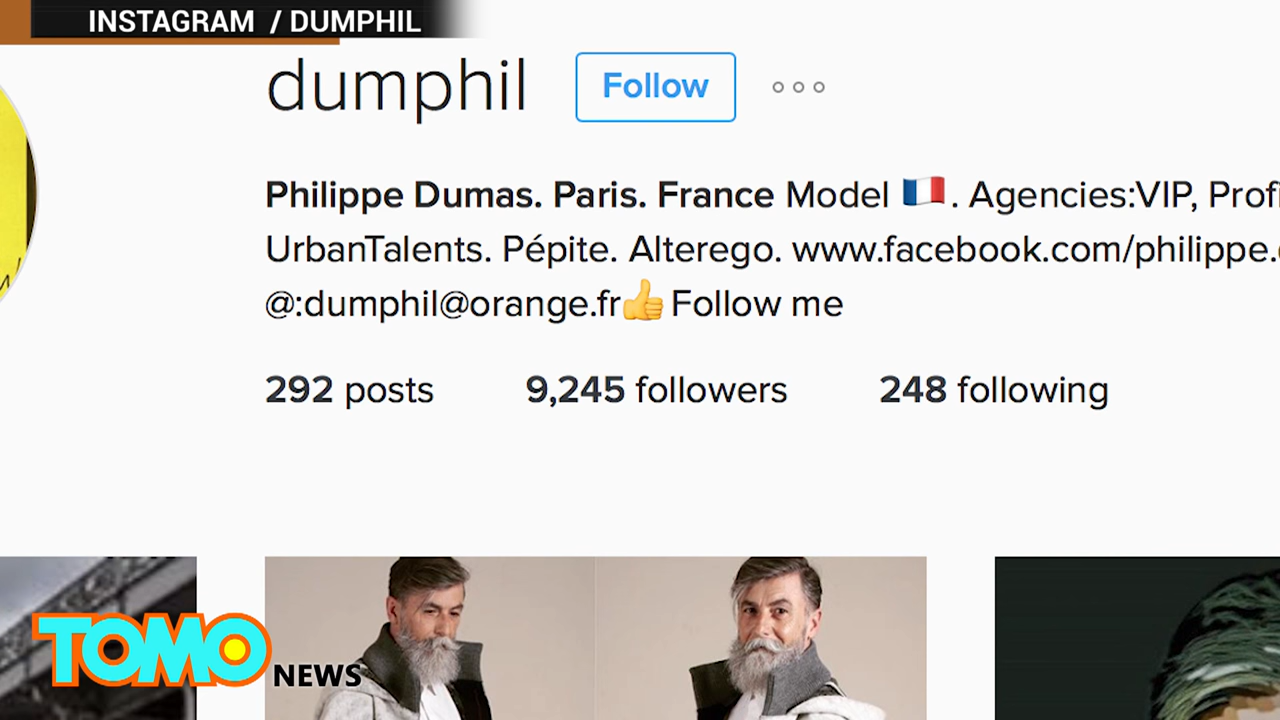 INSTAGRAM / DUMPHIL
dumphil
Follow
Philippe Dumas. Paris. France Model 🇫🇷. Agencies:VIP, Profi
UrbanTalents. Pépite. Alterego. www.facebook.com/philippe.
@:dumphil@orange.fr👍Follow me
292 posts 9,245 followers 248 following
TOMO NEWS